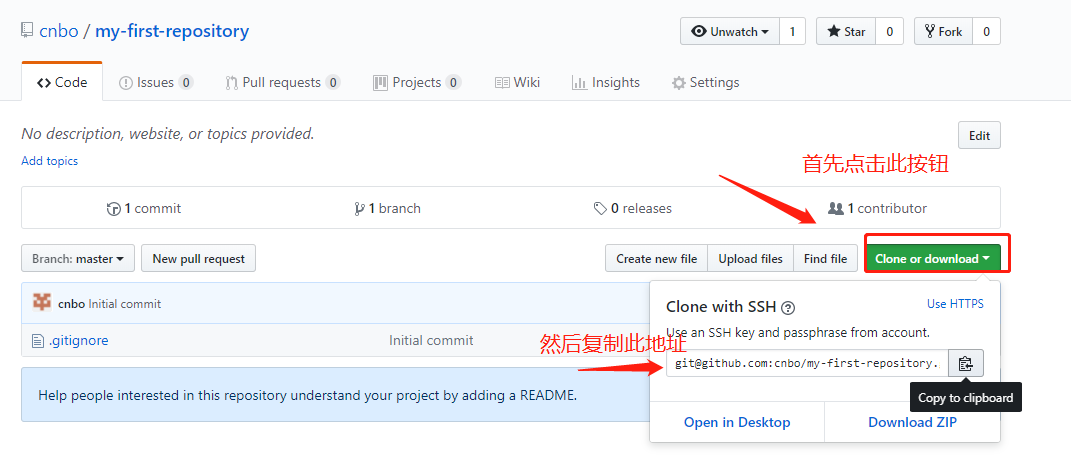 cnbo / my-first-repository
Unwatch 1 Star 0 Fork 0
Code Issues 0 Pull requests 0 Projects 0 Wiki Insights Settings
No description, website, or topics provided.
Edit
Add topics
首先点击此按钮
1 commit 1 branch 0 releases 1 contributor
Branch: master New pull request Create new file Upload files Find file Clone or download
cnbo Initial commit
.gitignore Initial commit
Clone with SSH ? Use HTTPS
Use an SSH key and passphrase from account.
然后复制此地址
git@github.com:cnbo/my-first-repository.
Copy to clipboard
Help people interested in this repository understand your project by adding a README.
Open in Desktop Download ZIP